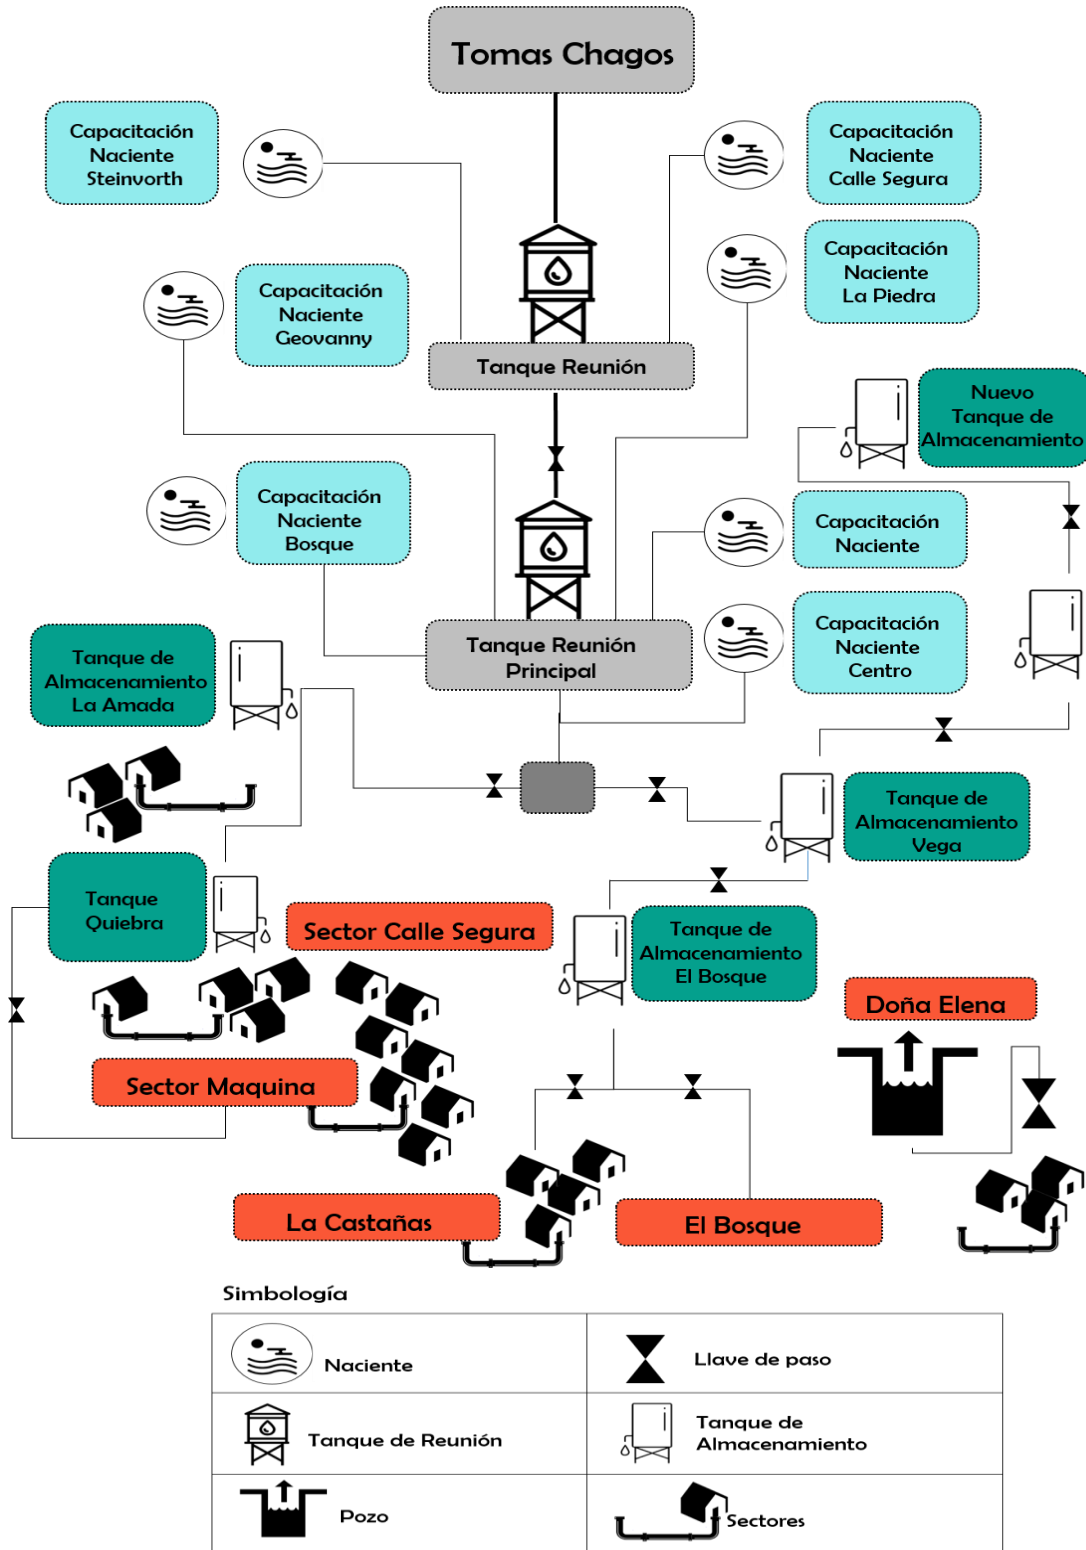 Tomas Chagos
Capacitación
Naciente
Steinvorth
Capacitación
Naciente
Calle Segura
Capacitación
Naciente
La Piedra
Capacitación
Naciente
Geovanny
Tanque Reunión
Nuevo
Tanque de
Almacenamiento
Capacitación
Naciente
Bosque
Capacitación
Naciente
Capacitación
Naciente
Centro
Tanque Reunión
Principal
Tanque de
Almacenamiento
La Amada
Tanque de
Almacenamiento
Vega
Tanque
Quiebra
Sector Calle Segura
Tanque de
Almacenamiento
El Bosque
Doña Elena
Sector Maquina
La Castañas
El Bosque
Simbología
Naciente
Llave de paso
Tanque de Reunión
Tanque de
Almacenamiento
Pozo
Sectores